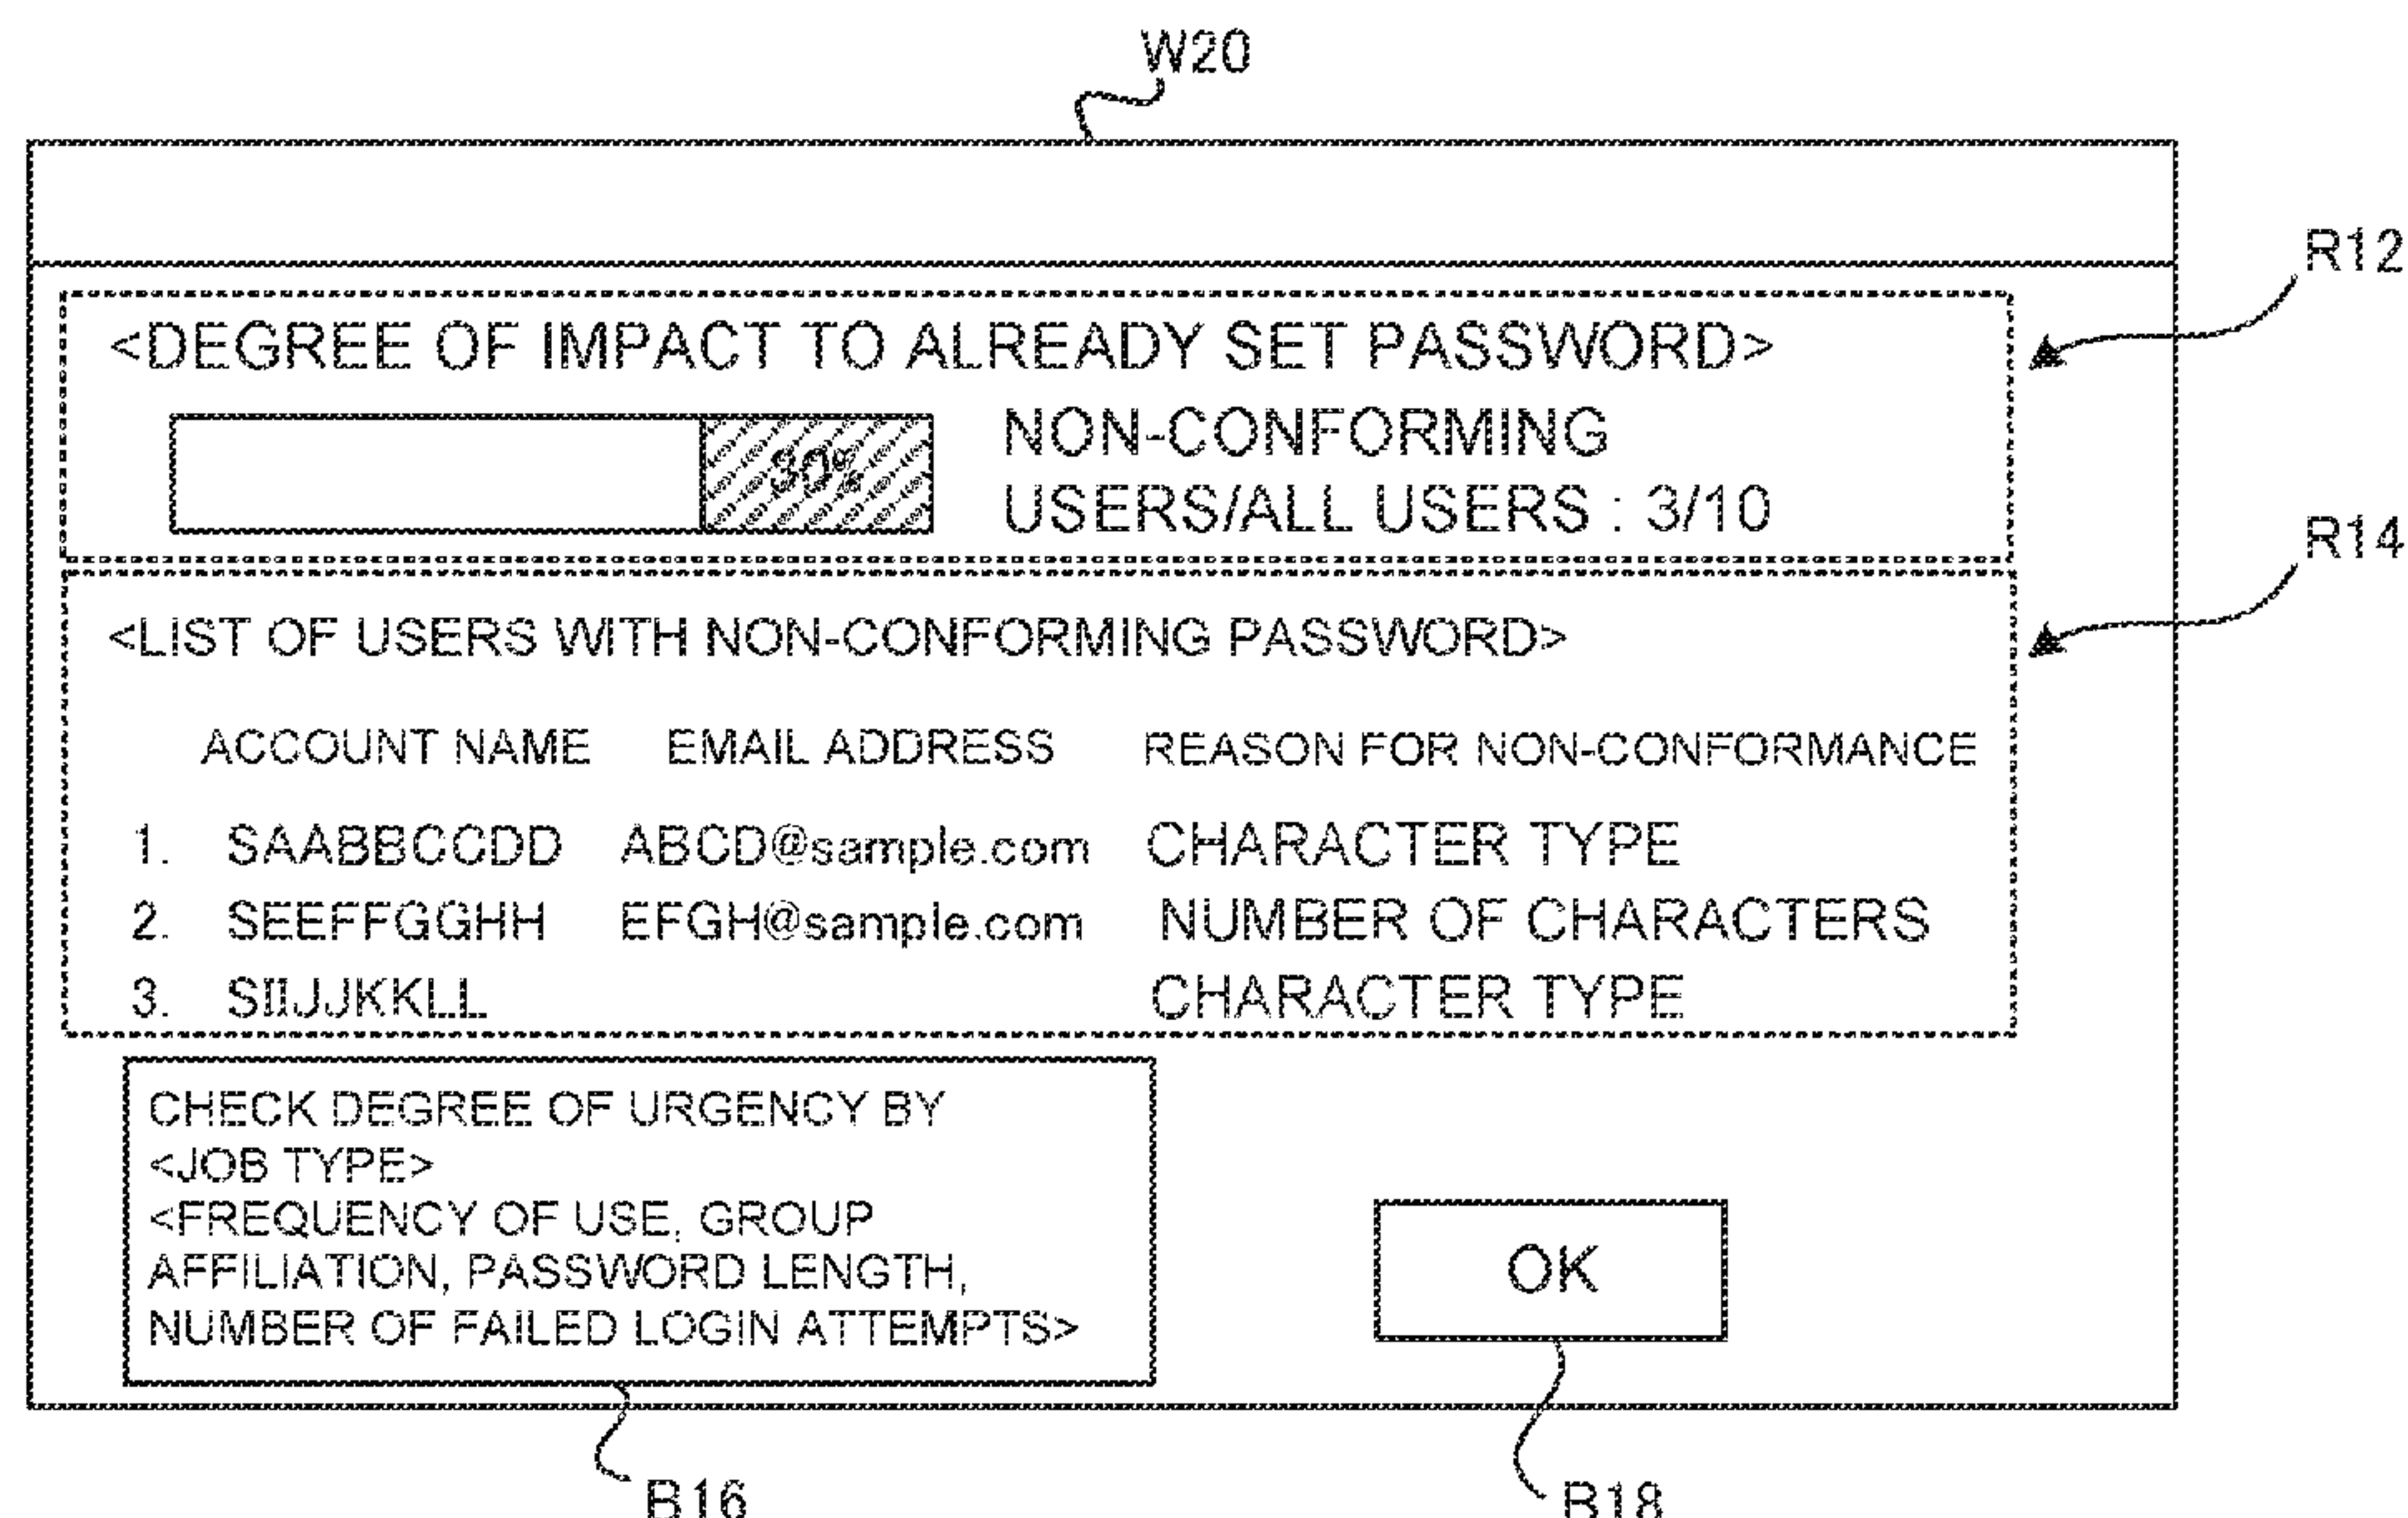 W20
R12
<DEGREE OF IMPACT TO ALREADY SET PASSWORD>
30%
NON-CONFORMING
USERS/ALL USERS : 3/10
R14
<LIST OF USERS WITH NON-CONFORMING PASSWORD>
ACCOUNT NAME EMAIL ADDRESS REASON FOR NON-CONFORMANCE
1. SAABBCCDD ABCD@sample.com CHARACTER TYPE
2. SEEFFGGHH EFGH@sample.com NUMBER OF CHARACTERS
3. SIIJJKKLL CHARACTER TYPE
CHECK DEGREE OF URGENCY BY
<JOB TYPE>
<FREQUENCY OF USE, GROUP
AFFILIATION, PASSWORD LENGTH,
NUMBER OF FAILED LOGIN ATTEMPTS>
OK
B16
B18